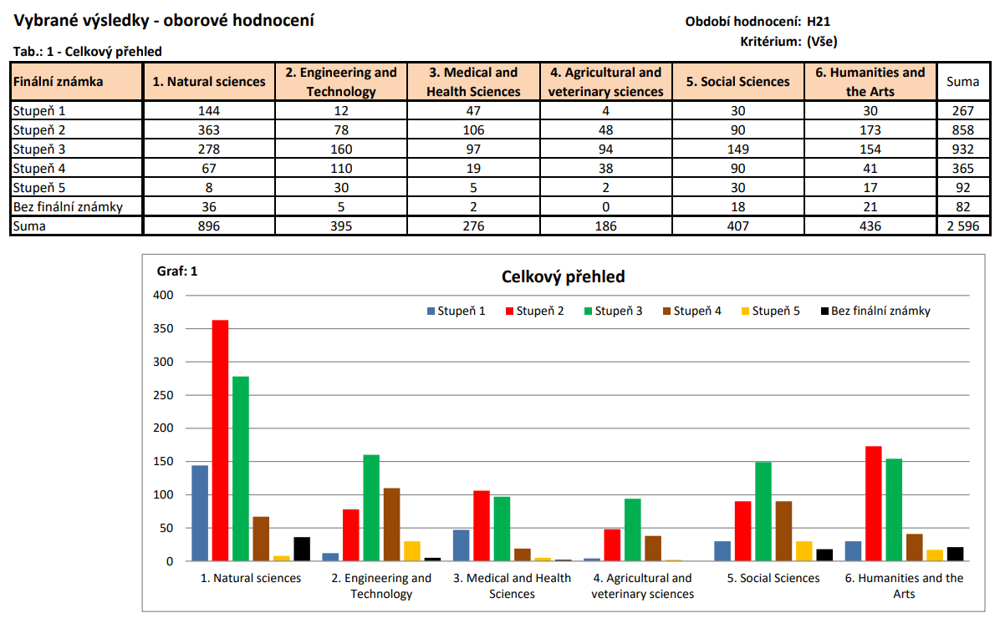 Vybrané výsledky - oborové hodnocení
Období hodnocení: H21
Kritérium: (Vše)
Tab.: 1 - Celkový přehled
Finální známka 1. Natural sciences 2. Engineering and Technology 3. Medical and Health Sciences 4. Agricultural and veterinary sciences 5. Social Sciences 6. Humanities and the Arts Suma
Stupeň 1 144 12 47 4 30 30 267
Stupeň 2 363 78 106 48 90 173 858
Stupeň 3 278 160 97 94 149 154 932
Stupeň 4 67 110 19 38 90 41 365
Stupeň 5 8 30 5 2 30 17 92
Bez finální známky 36 5 2 0 18 21 82
Suma 896 395 276 186 407 436 2 596
Graf: 1
Celkový přehled
Stupeň 1 Stupeň 2 Stupeň 3 Stupeň 4 Stupeň 5 Bez finální známky
400
350
300
250
200
150
100
50
0
1. Natural sciences 2. Engineering and Technology 3. Medical and Health Sciences 4. Agricultural and veterinary sciences 5. Social Sciences 6. Humanities and the Arts